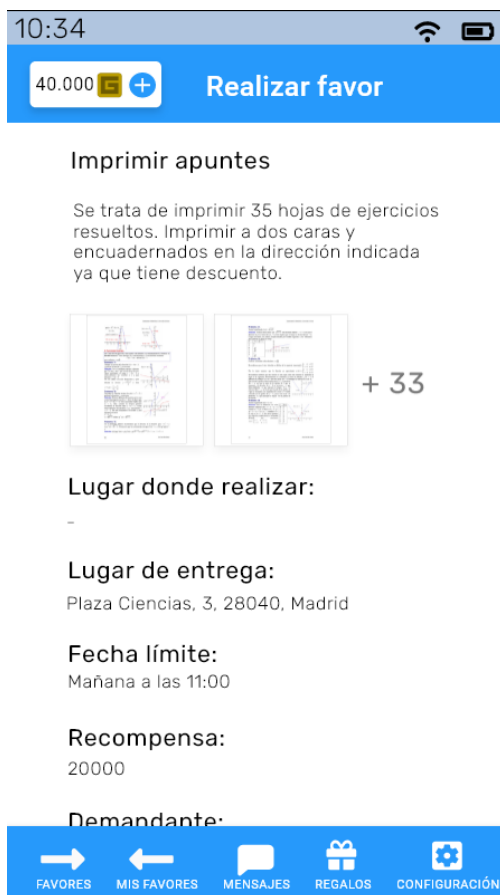 10:34
40.000 G
Realizar favor
Imprimir apuntes
Se trata de imprimir 35 hojas de ejercicios
resueltos. Imprimir a dos caras y
encuadernados en la dirección indicada
ya que tiene descuento.
+ 33
Lugar donde realizar:
-
Lugar de entrega:
Plaza Ciencias, 3, 28040, Madrid
Fecha límite:
Mañana a las 11:00
Recompensa:
20000
Demandante:
FAVORES MIS FAVORES MENSAJES REGALOS CONFIGURACIÓN